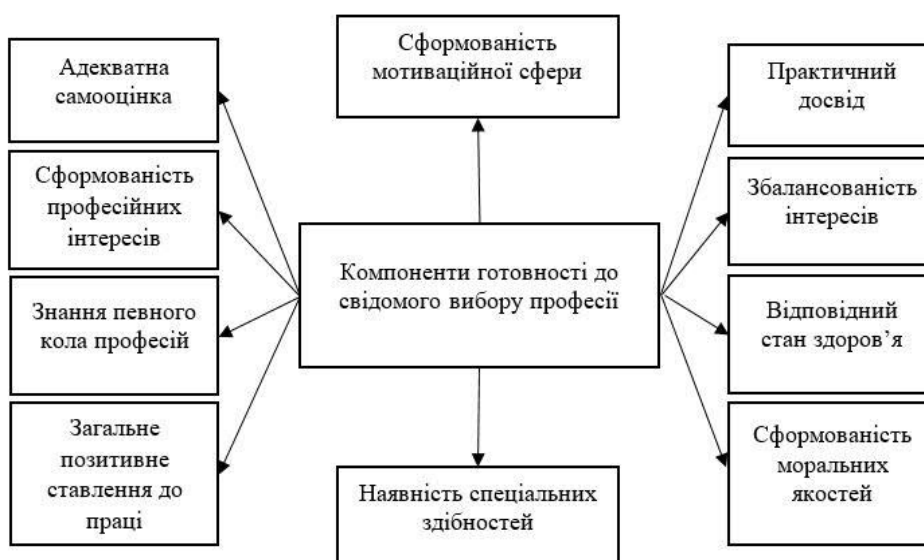 Адекватна
самооцінка
Сформованість
професійних
інтересів
Знання певного
кола професій
Загальне
позитивне
ставлення до
праці
Сформованість
мотиваційної сфери
Компоненти готовності до
свідомого вибору професії
Наявність спеціальних
здібностей
Практичний
досвід
Збалансованість
інтересів
Відповідний
стан здоров’я
Сформованість
моральних
якостей